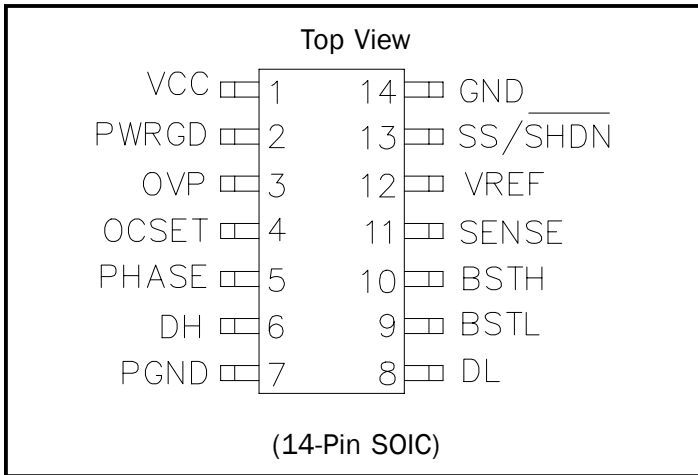 Top View
VCC 1 14 GND
PWRGD 2 13 SS/SHDN
OVP 3 12 VREF
OCSET 4 11 SENSE
PHASE 5 10 BSTH
DH 6 9 BSTL
PGND 7 8 DL
(14-Pin SOIC)